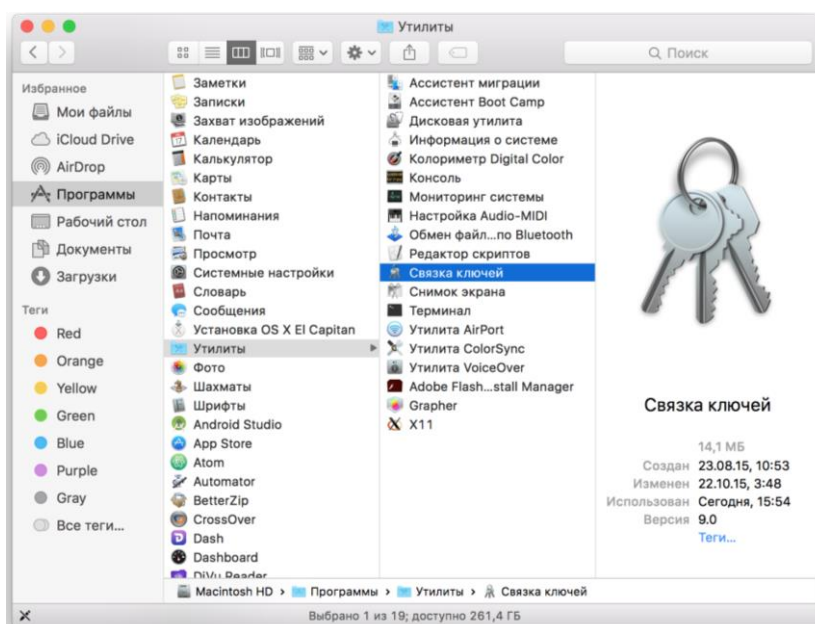 Утилиты
Поиск
Избранное
Мои файлы
iCloud Drive
AirDrop
Программы
Рабочий стол
Документы
Загрузки
Теги
Red
Orange
Yellow
Green
Blue
Purple
Gray
Все теги...
Заметки
Записки
Захват изображений
Календарь
Калькулятор
Карты
Контакты
Напоминания
Почта
Просмотр
Системные настройки
Словарь
Сообщения
Установка OS X El Capitan
Утилиты
Фото
Шахматы
Шрифты
Android Studio
App Store
Atom
Automator
BetterZip
CrossOver
Dash
Dashboard
DjVu Reader
Ассистент миграции
Ассистент Boot Camp
Дисковая утилита
Информация о системе
Колориметр Digital Color
Консоль
Мониторинг системы
Настройка Audio-MIDI
Обмен файл...по Bluetooth
Редактор скриптов
Связка ключей
Снимок экрана
Терминал
Утилита AirPort
Утилита ColorSync
Утилита VoiceOver
Adobe Flash...stall Manager
Grapher
X11
Связка ключей
14,1 МБ
Создан 23.08.15, 10:53
Изменен 22.10.15, 3:48
Использован Сегодня, 15:54
Версия 9.0
Теги...
Macintosh HD › Программы › Утилиты › Связка ключей
Выбрано 1 из 19; доступно 261,4 ГБ